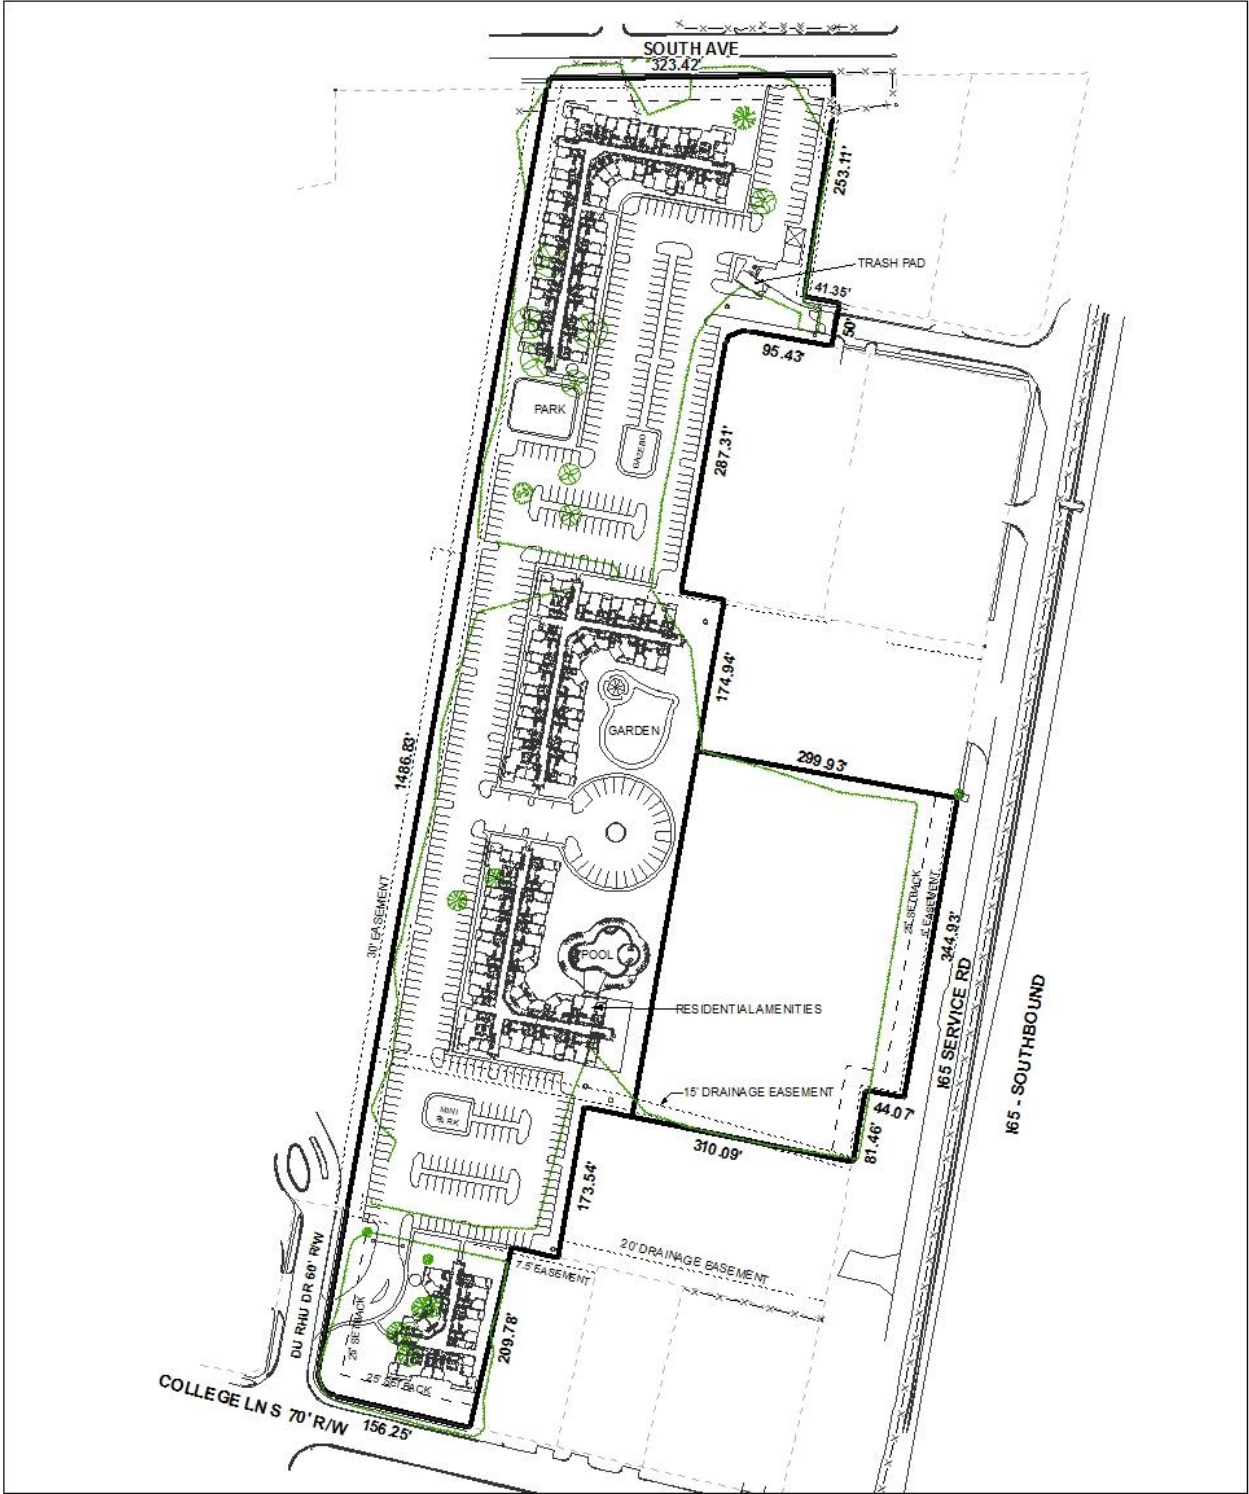 SOUTH AVE
323.42'
253.11'
TRASH PAD
41.35'
50'
95.43'
PARK
GAZEBO
287.31'
174.94'
GARDEN
299.93'
1486.83'
30' EASEMENT
25' SETBACK
EASEMENT
344.93'
POOL
RESIDENTIAL AMENITIES
I65 SERVICE RD
I65 - SOUTHBOUND
15' DRAINAGE EASEMENT
44.07'
MINI
PARK
81.46'
310.09'
173.54'
20' DRAINAGE EASEMENT
7.5' EASEMENT
DU RHU DR 60' R/W
25' SETBACK
209.78'
25' SETBACK
COLLEGE LN S 70' R/W
156.25'